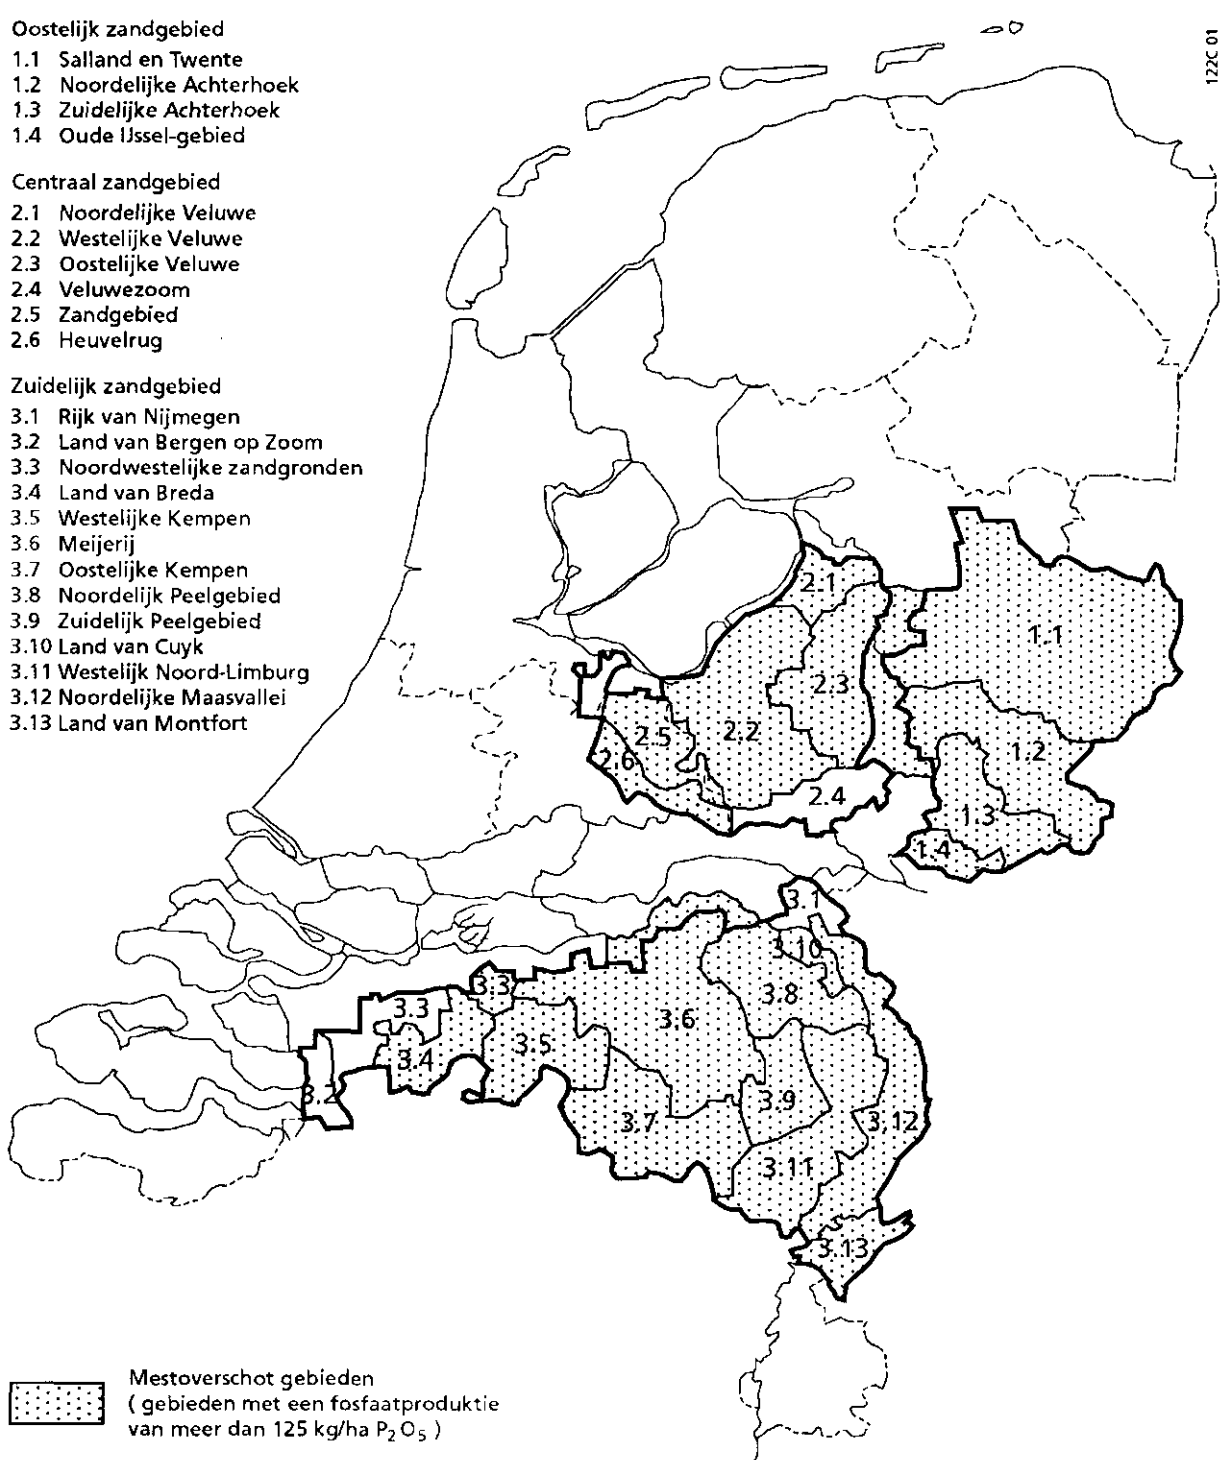 Oostelijk zandgebied
1.1 Salland en Twente
1.2 Noordelijke Achterhoek
1.3 Zuidelijke Achterhoek
1.4 Oude IJssel-gebied
Centraal zandgebied
2.1 Noordelijke Veluwe
2.2 Westelijke Veluwe
2.3 Oostelijke Veluwe
2.4 Veluwezoom
2.5 Zandgebied
2.6 Heuvelrug
Zuidelijk zandgebied
3.1 Rijk van Nijmegen
3.2 Land van Bergen op Zoom
3.3 Noordwestelijke zandgronden
3.4 Land van Breda
3.5 Westelijke Kempen
3.6 Meijerij
3.7 Oostelijke Kempen
3.8 Noordelijk Peelgebied
3.9 Zuidelijk Peelgebied
3.10 Land van Cuyk
3.11 Westelijk Noord-Limburg
3.12 Noordelijke Maasvallei
3.13 Land van Montfort
122C 01
2.1
1.1
2.3
2.5
2.2
1.2
2.6
2.4
1.3
1.4
3.1
3.10
3.3
3.8
3.3
3.6
3.5
3.4
3.2
3.9
3.7
3.12
3.11
3.13
Mestoverschot gebieden
( gebieden met een fosfaatproduktie
van meer dan 125 kg/ha P₂O₅ )